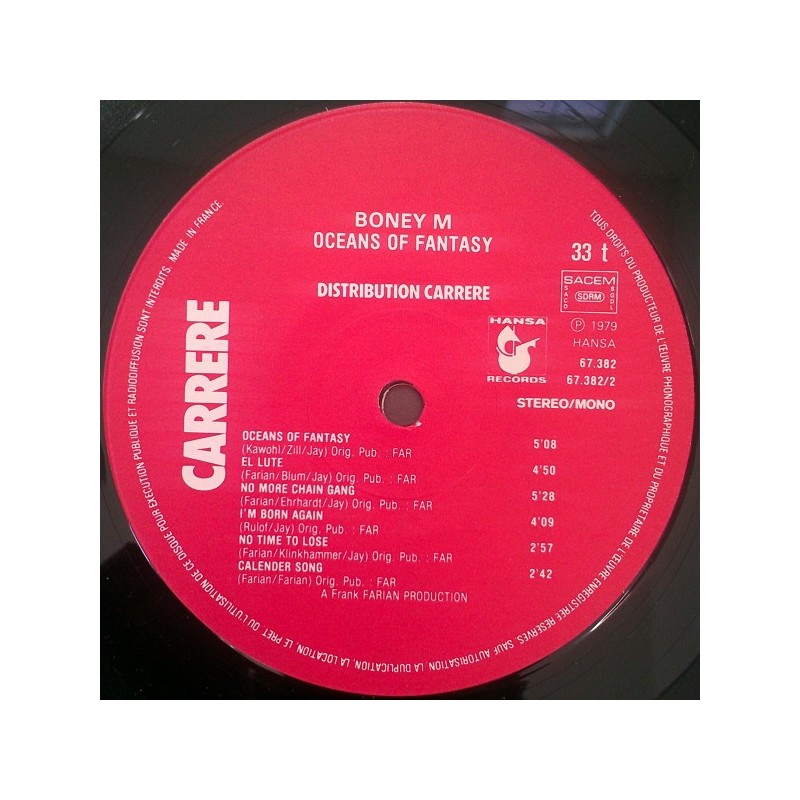 BONEY M
OCEANS OF FANTASY
33 t
DISTRIBUTION CARRERE
SACEM
SACD
SDRM
SGDL
HANSA
RECORDS
℗ 1979
HANSA
67.382
67.382/2
STEREO/MONO
CARRERE
OCEANS OF FANTASY 5'08
(Kawohl/Zill/Jay) Orig. Pub. : FAR
EL LUTE 4'50
(Farian/Blum/Jay) Orig. Pub. : FAR
NO MORE CHAIN GANG 5'28
(Farian/Ehrhardt/Jay) Orig. Pub. : FAR
I'M BORN AGAIN 4'09
(Rulof/Jay) Orig. Pub. : FAR
NO TIME TO LOSE 2'57
(Farian/Klinkhammer/Jay) Orig. Pub. : FAR
CALENDER SONG 2'42
(Farian/Farian) Orig. Pub. : FAR
A Frank FARIAN PRODUCTION
TOUS DROITS DU PRODUCTEUR DE L'ŒUVRE PHONOGRAPHIQUE ET DU PROPRIETAIRE DE L'ŒUVRE ENREGISTREE RESERVES. SAUF AUTORISATION, LA DUPLICATION, LA LOCATION, LE PRET OU L'UTILISATION DE CE DISQUE POUR EXECUTION PUBLIQUE ET RADIODIFFUSION SONT INTERDITS. MADE IN FRANCE.